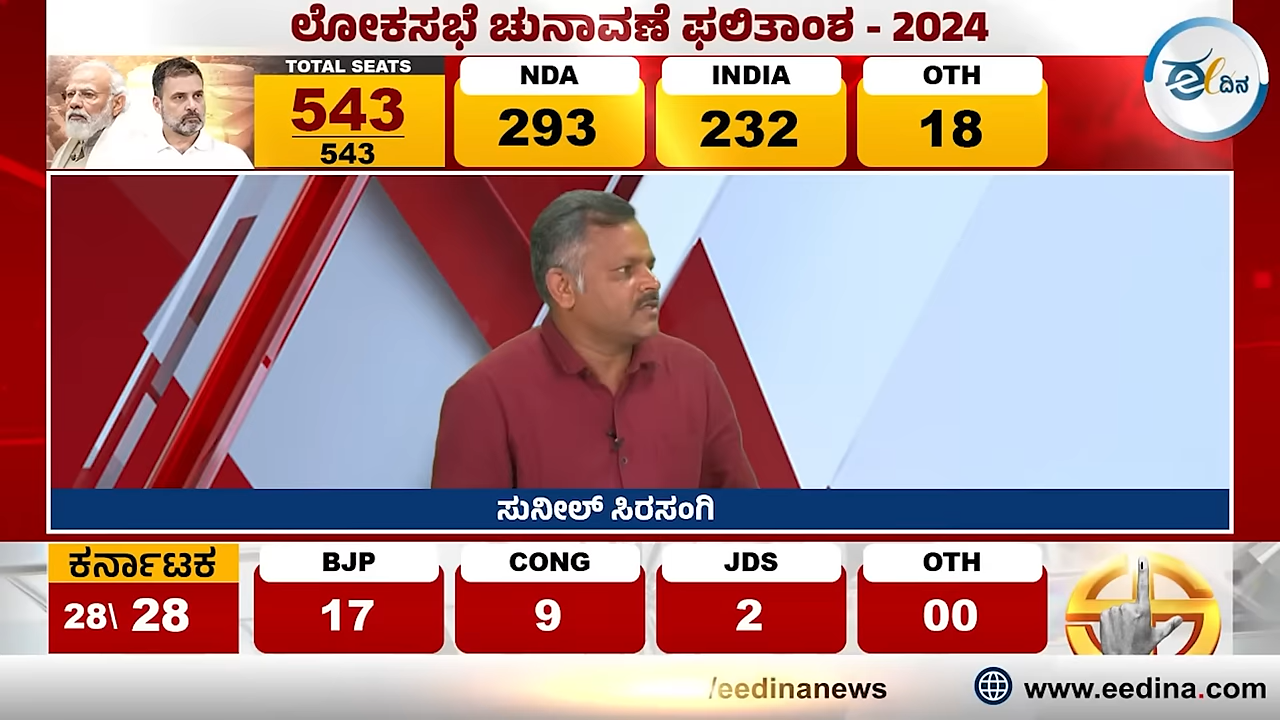 ಲೋಕಸಭೆ ಚುನಾವಣೆ ಫಲಿತಾಂಶ - 2024
TOTAL SEATS
543
543
NDA
293
INDIA
232
OTH
18
ಈದಿನ
ಸುನೀಲ್ ಸಿರಸಂಗಿ
ಕರ್ನಾಟಕ
28\ 28
BJP
17
CONG
9
JDS
2
OTH
00
/eedinanews
www.eedina.com